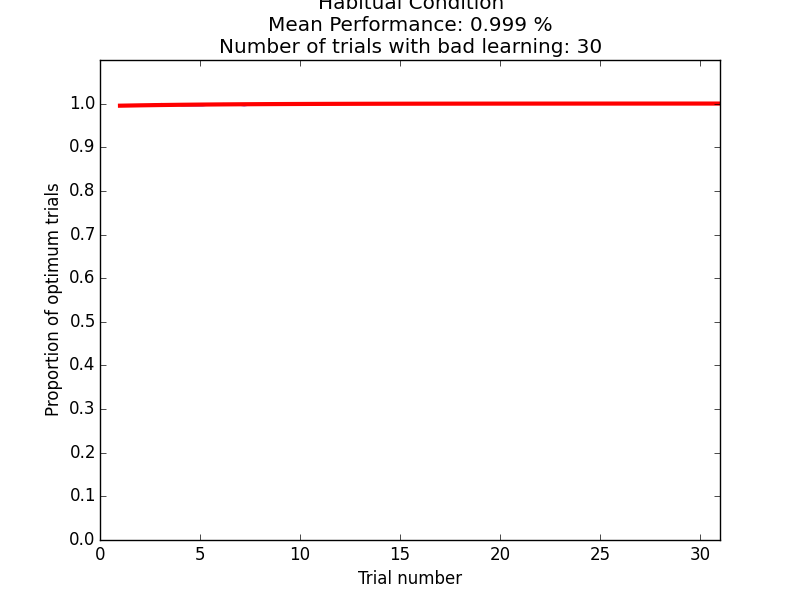 Habitual Condition
Mean Performance: 0.999 %
Number of trials with bad learning: 30
1.0
0.9
0.8
0.7
0.6
0.5
0.4
0.3
0.2
0.1
0.0
Proportion of optimum trials
0 5 10 15 20 25 30
Trial number